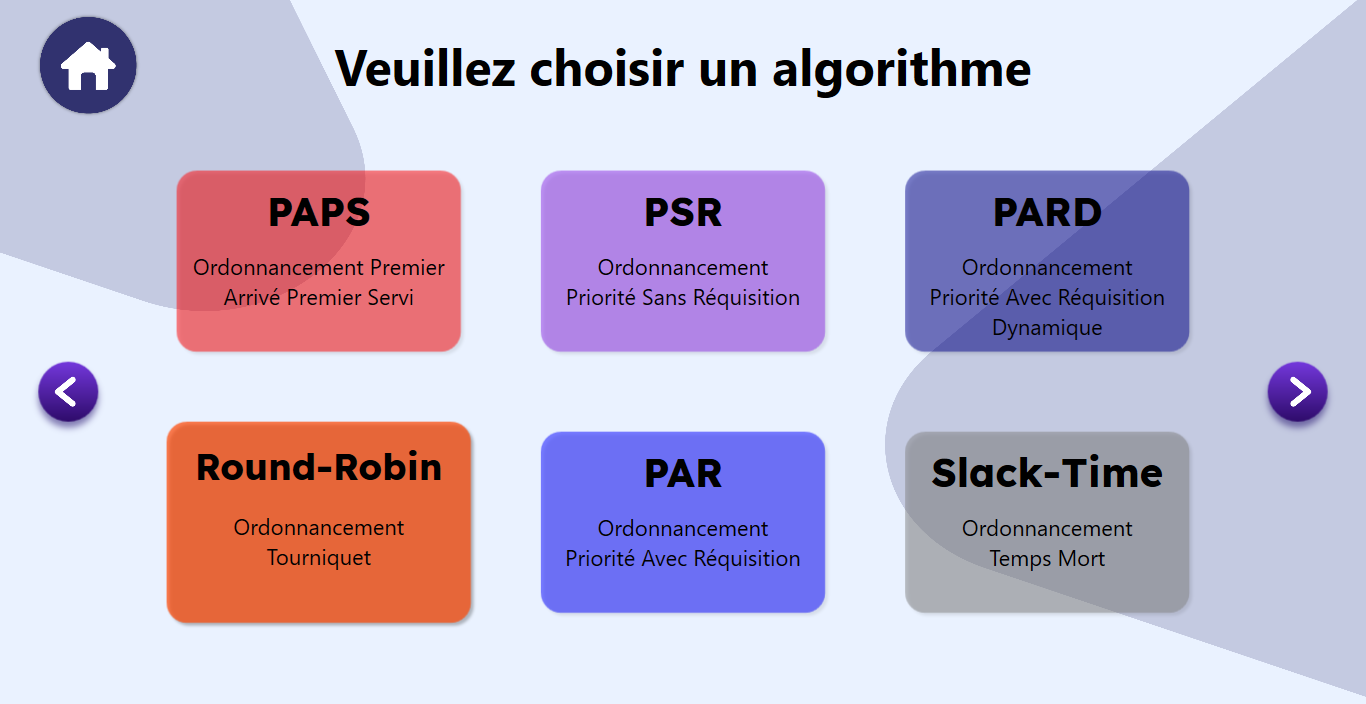 Veuillez choisir un algorithme
PAPS
Ordonnancement Premier
Arrivé Premier Servi
PSR
Ordonnancement
Priorité Sans Réquisition
PARD
Ordonnancement
Priorité Avec Réquisition
Dynamique
Round-Robin
Ordonnancement
Tourniquet
PAR
Ordonnancement
Priorité Avec Réquisition
Slack-Time
Ordonnancement
Temps Mort